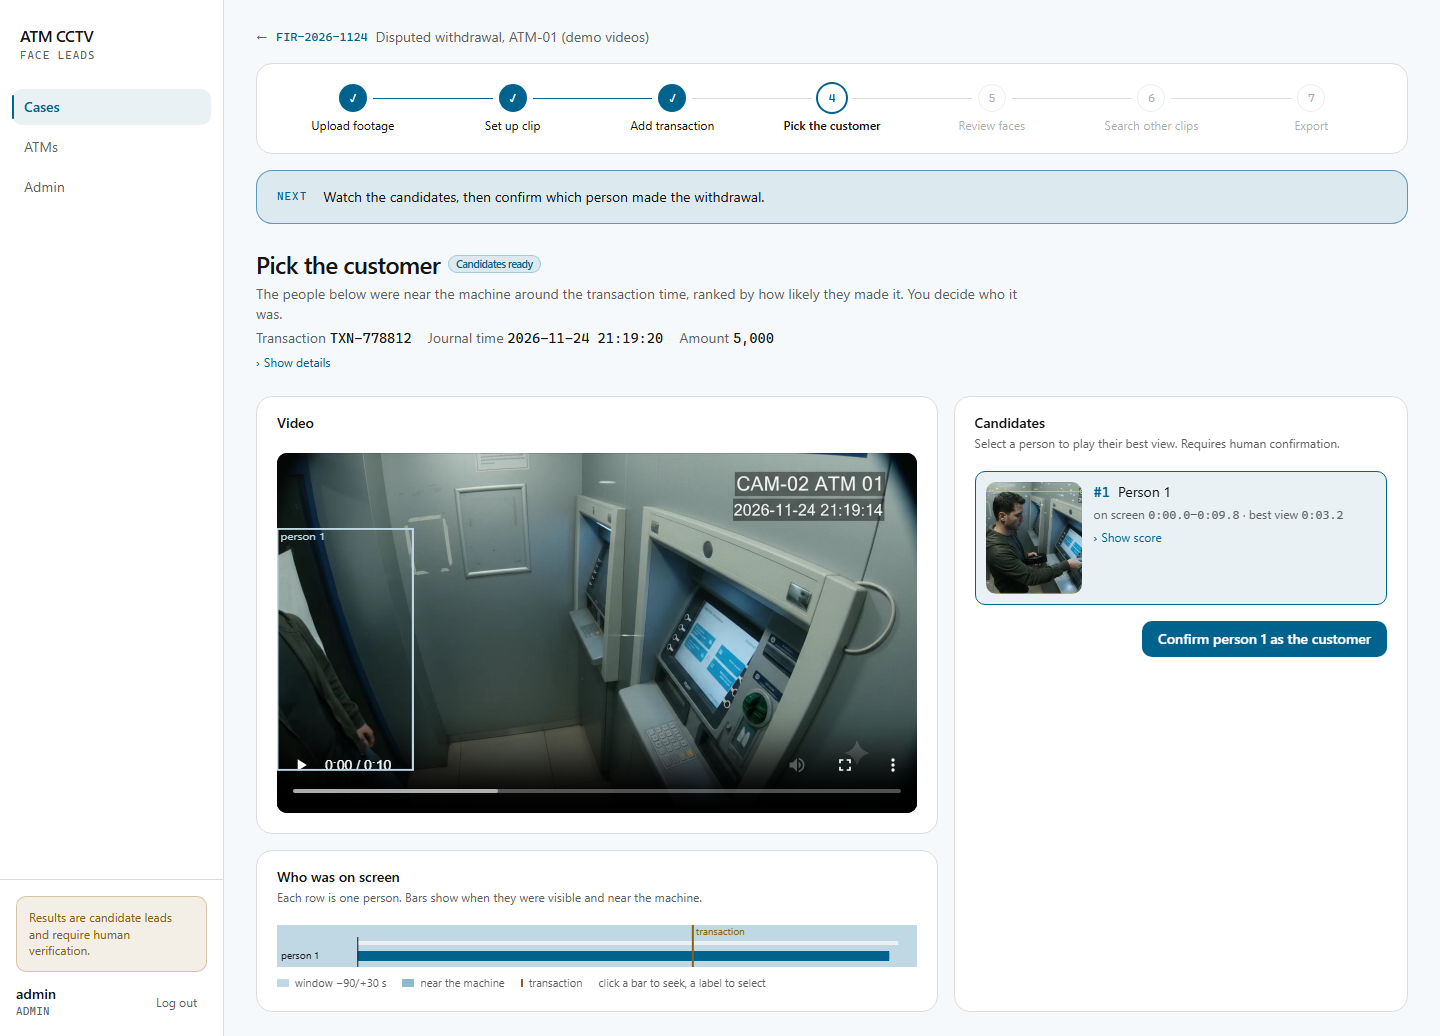 ATM CCTV
FACE LEADS
Cases
ATMs
Admin
Results are candidate leads
and require human
verification.
admin
ADMIN
Log out
← FIR-2026-1124 Disputed withdrawal, ATM-01 (demo videos)
✓ ✓ ✓ 4 5 6 7
Upload footage Set up clip Add transaction Pick the customer Review faces Search other clips Export
NEXT Watch the candidates, then confirm which person made the withdrawal.
Pick the customer Candidates ready
The people below were near the machine around the transaction time, ranked by how likely they made it. You decide who it
was.
Transaction TXN-778812 Journal time 2026-11-24 21:19:20 Amount 5,000
› Show details
Video
CAM-02 ATM 01
2026-11-24 21:19:14
person 1
0:00 / 0:10
Who was on screen
Each row is one person. Bars show when they were visible and near the machine.
transaction
person 1
window −90/+30 s near the machine transaction click a bar to seek, a label to select
Candidates
Select a person to play their best view. Requires human confirmation.
#1 Person 1
on screen 0:00.0–0:09.8 · best view 0:03.2
› Show score
Confirm person 1 as the customer